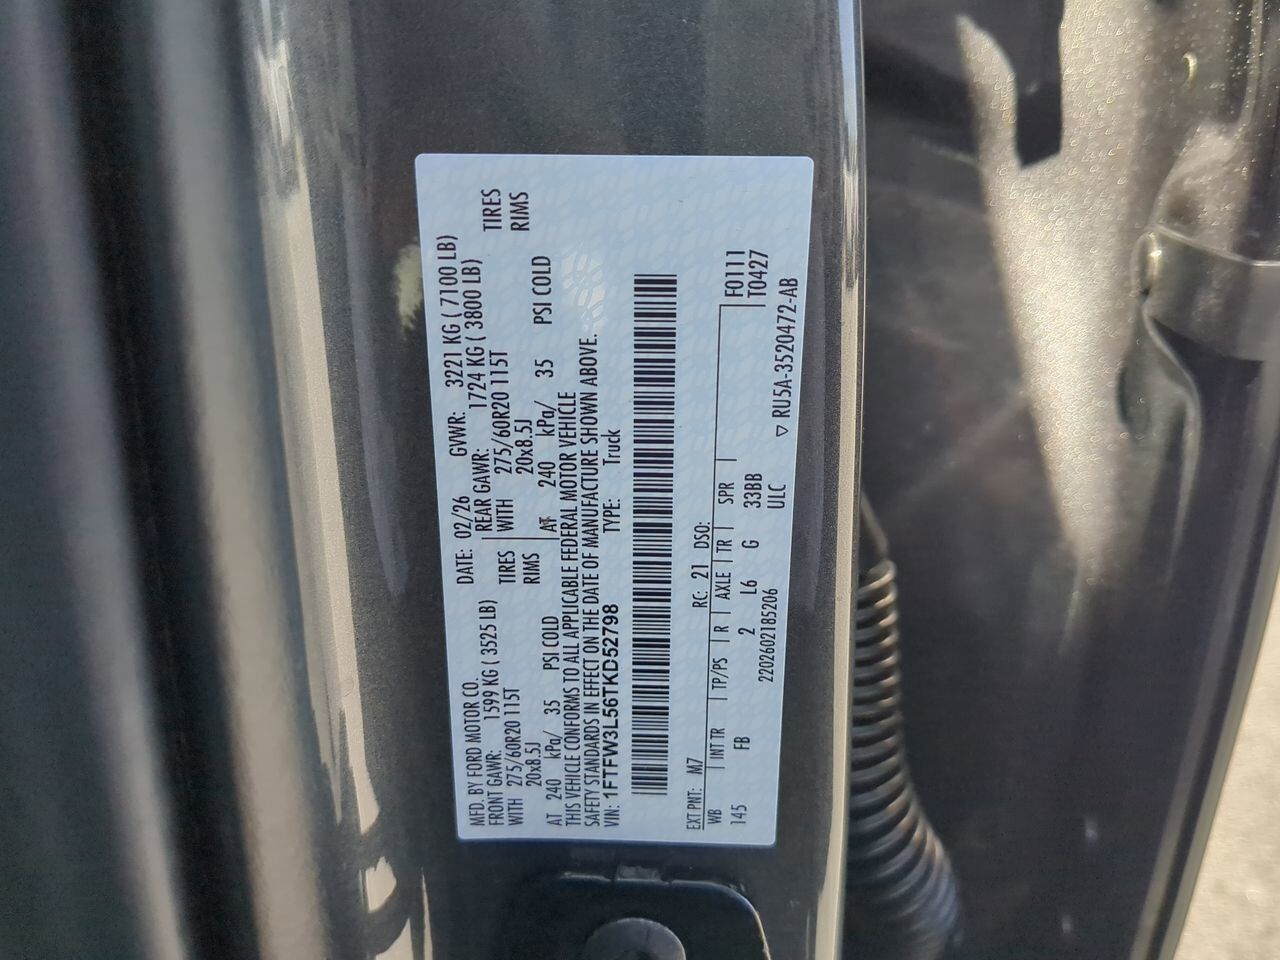 MFD. BY FORD MOTOR CO. DATE: 02/26 GVWR: 3221 KG ( 7100 LB)
FRONT GAWR: 1599 KG ( 3525 LB) REAR GAWR: 1724 KG ( 3800 LB)
WITH 275/60R20 115T TIRES WITH 275/60R20 115T TIRES
20x8.5J RIMS 20x8.5J RIMS
AT 240 kPa/ 35 PSI COLD AT 240 kPa/ 35 PSI COLD
THIS VEHICLE CONFORMS TO ALL APPLICABLE FEDERAL MOTOR VEHICLE
SAFETY STANDARDS IN EFFECT ON THE DATE OF MANUFACTURE SHOWN ABOVE.
VIN: 1FTFW3L56TKD52798 TYPE: Truck
EXT PNT: M7 RC: 21 DSO: F0111
WB INT TR TP/PS R AXLE TR SPR T0427
145 FB 2 L6 G 33BB
2202602185206 ULC ▽ RU5A-3520472-AB